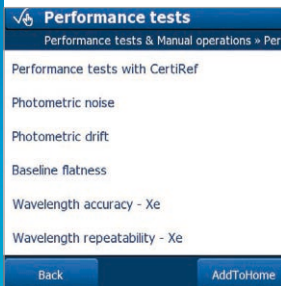 Performance tests
Performance tests & Manual operations » Per
Performance tests with CertiRef
Photometric noise
Photometric drift
Baseline flatness
Wavelength accuracy - Xe
Wavelength repeatability - Xe
Back
AddToHome